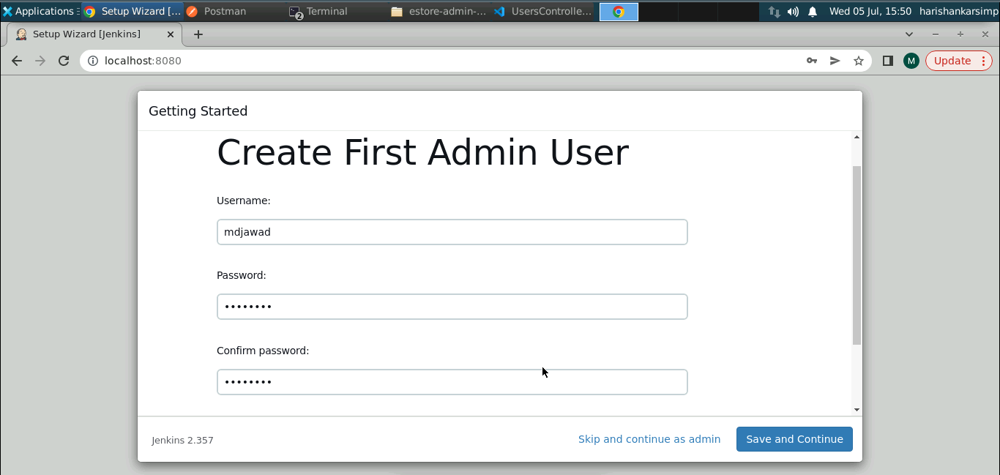 Applications
Setup Wizard [...
Postman
2
Terminal
estore-admin-...
UsersControlle...
Wed 05 Jul, 15:50
harishankarsimp
Setup Wizard [Jenkins]
localhost:8080
M
Update
Getting Started
Create First Admin User
Username:
mdjawad
Password:
••••••••
Confirm password:
••••••••
Jenkins 2.357
Skip and continue as admin
Save and Continue